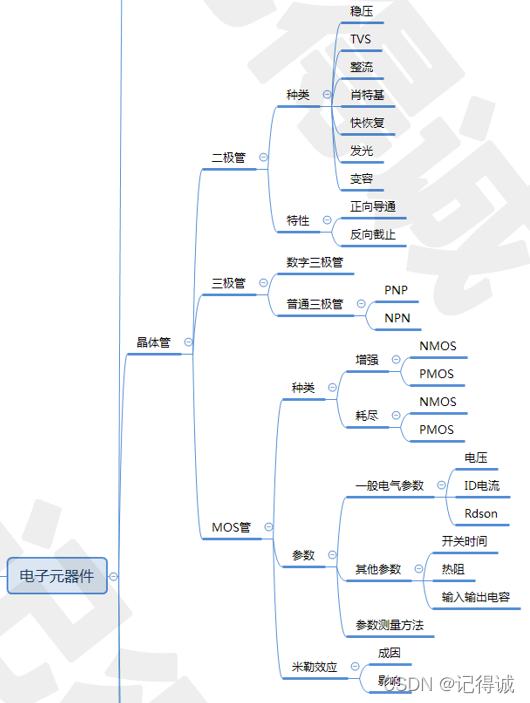 稳压
TVS
整流
种类
肖特基
快恢复
发光
二极管
变容
正向导通
特性
反向截止
数字三极管
三极管
PNP
普通三极管
NPN
晶体管
NMOS
增强
PMOS
种类
NMOS
耗尽
PMOS
电压
一般电气参数
ID电流
Rdson
MOS管
开关时间
参数
其他参数
热阻
电子元器件
输入输出电容
参数测量方法
成因
米勒效应
影响
CSDN @记得诚